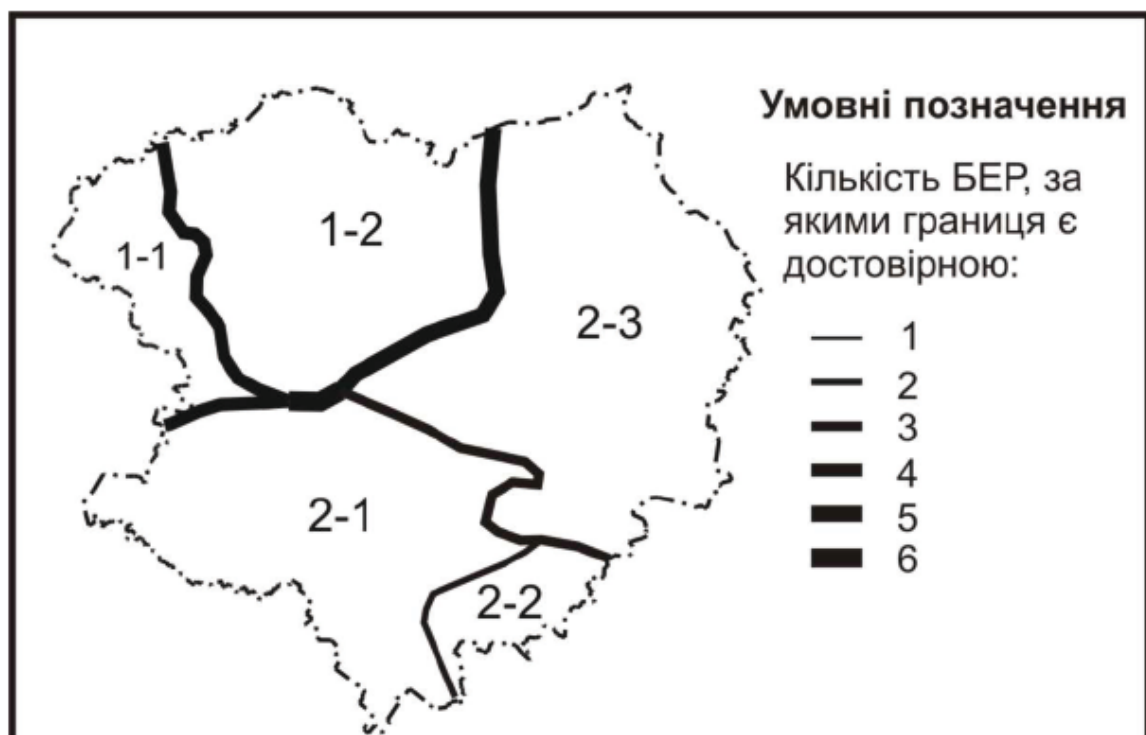 Умовні позначення
Кількість БЕР, за
якими границя є
достовірною:
1
2
3
4
5
6
1-1
1-2
2-3
2-1
2-2